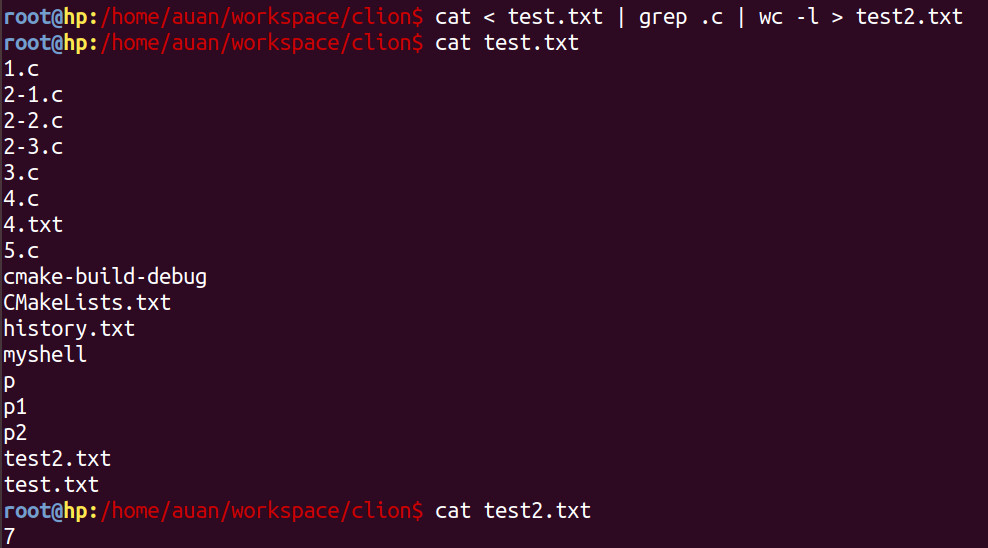 root@hp:/home/auan/workspace/clion$ cat < test.txt | grep .c | wc -l > test2.txt
root@hp:/home/auan/workspace/clion$ cat test.txt
1.c
2-1.c
2-2.c
2-3.c
3.c
4.c
4.txt
5.c
cmake-build-debug
CMakeLists.txt
history.txt
myshell
p
p1
p2
test2.txt
test.txt
root@hp:/home/auan/workspace/clion$ cat test2.txt
7